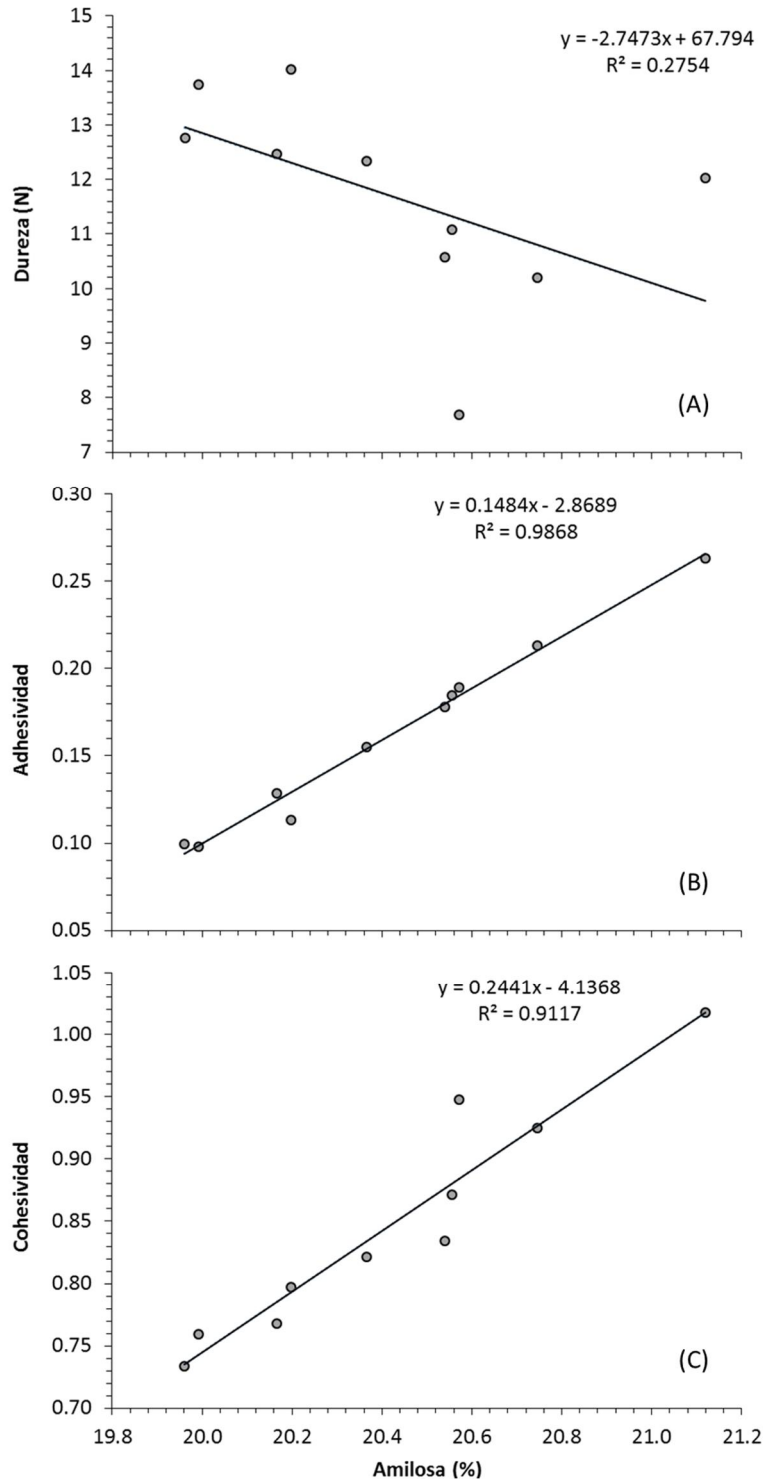 15
14
13
12
11
10
9
8
7
Dureza (N)
y = -2.7473x + 67.794
R² = 0.2754
(A)
0.30
0.25
0.20
0.15
0.10
0.05
Adhesividad
y = 0.1484x - 2.8689
R² = 0.9868
(B)
1.05
1.00
0.95
0.90
0.85
0.80
0.75
0.70
Cohesividad
y = 0.2441x - 4.1368
R² = 0.9117
(C)
19.8 20.0 20.2 20.4 20.6 20.8 21.0 21.2
Amilosa (%)